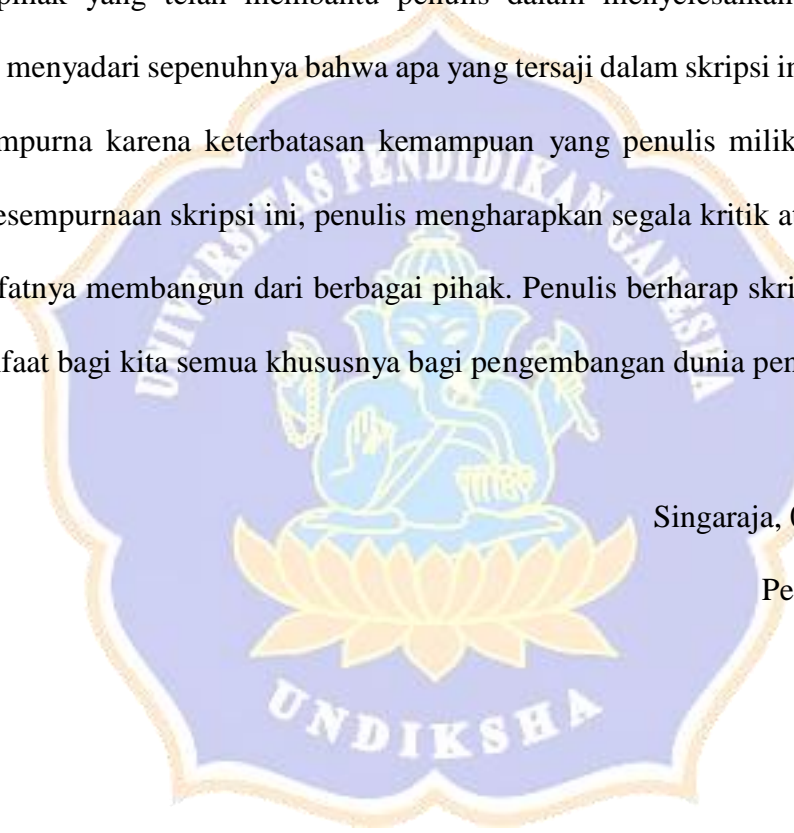 pihak yang telah membantu penulis dalam menyelesaikan
menyadari sepenuhnya bahwa apa yang tersaji dalam skripsi in
mpurna karena keterbatasan kemampuan yang penulis milik
esempurnaan skripsi ini, penulis mengharapkan segala kritik a
fatnya membangun dari berbagai pihak. Penulis berharap skri
faat bagi kita semua khususnya bagi pengembangan dunia pen
Singaraja,
Pe
UNIVERSITAS PENDIDIKAN GANESHA
UNDIKSHA